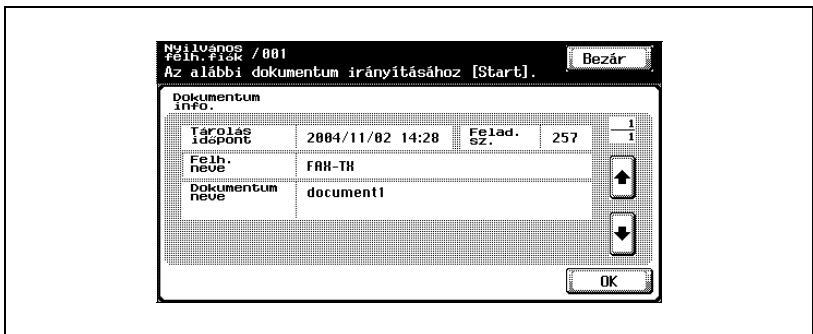 Nyilvános
felh.fiók /001
Bezár
Az alábbi dokumentum irányításához [Start].
Dokumentum
info.
Tárolás
időpont
2004/11/02 14:28
Felad.
sz.
257
1
1
Felh.
neve
FAX-TX
Dokumentum
neve
document1
OK